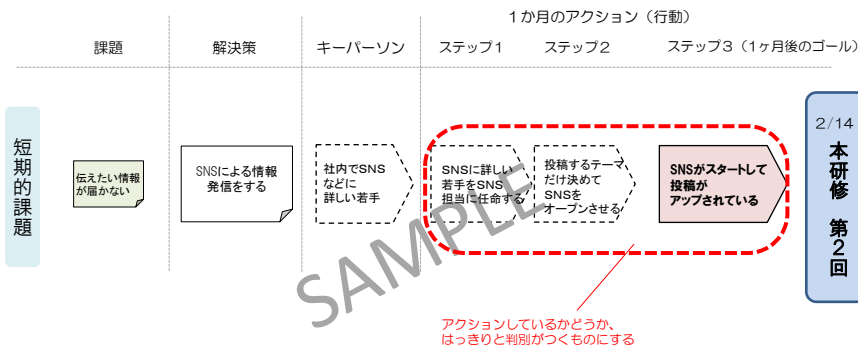 1か月のアクション（行動）
課題
解決策
キーパーソン
ステップ1
ステップ2
ステップ3（1ヶ月後のゴール）
短期的課題
伝えたい情報
が届かない
SNSによる情報
発信をする
社内でSNS
などに
詳しい若手
SNSに詳しい
若手をSNS
担当に任命する
投稿するテーマ
だけ決めて
SNSを
オープンさせる
SNSがスタートして
投稿が
アップされている
2/14
本研修 第2回
SAMPLE
アクションしているかどうか、
はっきりと判別がつくものにする